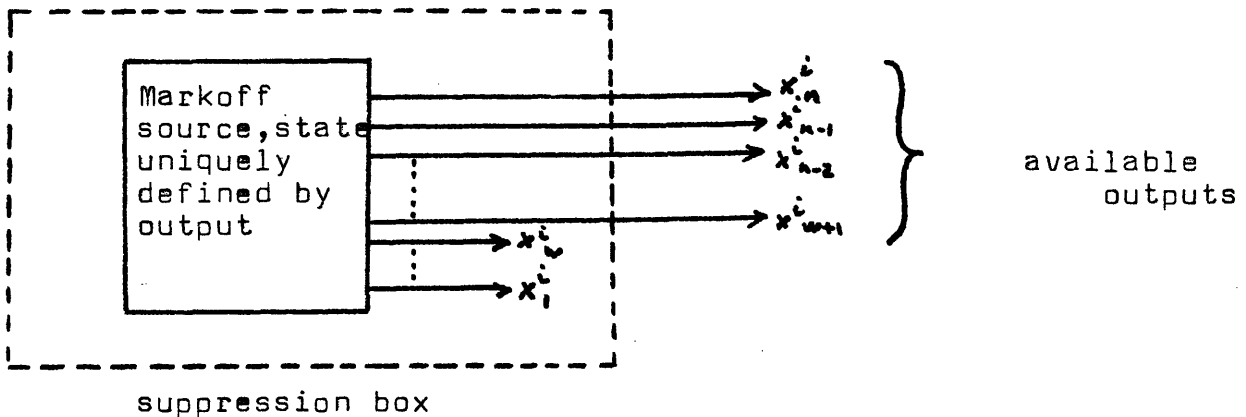 Markoff
source,state
uniquely
defined by
output
xⁱₙ
xⁱₙ₋₁
xⁱₙ₋₂
xⁱw+1
xⁱw
xⁱ₁
available
outputs
suppression box